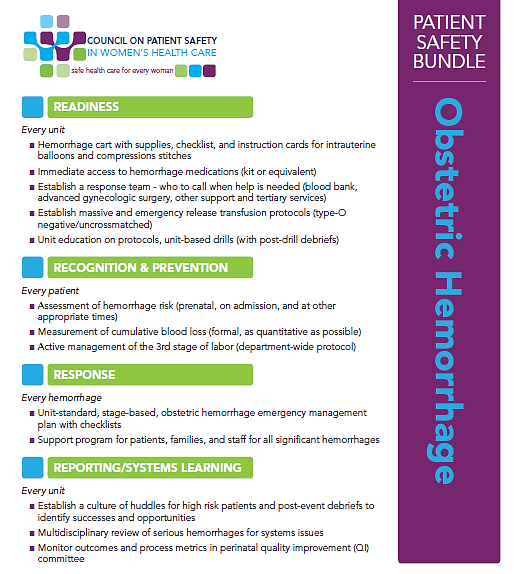 COUNCIL ON PATIENT SAFETY
IN WOMEN'S HEALTH CARE
safe health care for every woman
PATIENT
SAFETY
BUNDLE
Obstetric Hemorrhage
READINESS
Every unit
■ Hemorrhage cart with supplies, checklist, and instruction cards for intrauterine
balloons and compressions stitches
■ Immediate access to hemorrhage medications (kit or equivalent)
■ Establish a response team - who to call when help is needed (blood bank,
advanced gynecologic surgery, other support and tertiary services)
■ Establish massive and emergency release transfusion protocols (type-O
negative/uncrossmatched)
■ Unit education on protocols, unit-based drills (with post-drill debriefs)
RECOGNITION & PREVENTION
Every patient
■ Assessment of hemorrhage risk (prenatal, on admission, and at other
appropriate times)
■ Measurement of cumulative blood loss (formal, as quantitative as possible)
■ Active management of the 3rd stage of labor (department-wide protocol)
RESPONSE
Every hemorrhage
■ Unit-standard, stage-based, obstetric hemorrhage emergency management
plan with checklists
■ Support program for patients, families, and staff for all significant hemorrhages
REPORTING/SYSTEMS LEARNING
Every unit
■ Establish a culture of huddles for high risk patients and post-event debriefs to
identify successes and opportunities
■ Multidisciplinary review of serious hemorrhages for systems issues
■ Monitor outcomes and process metrics in perinatal quality improvement (QI)
committee